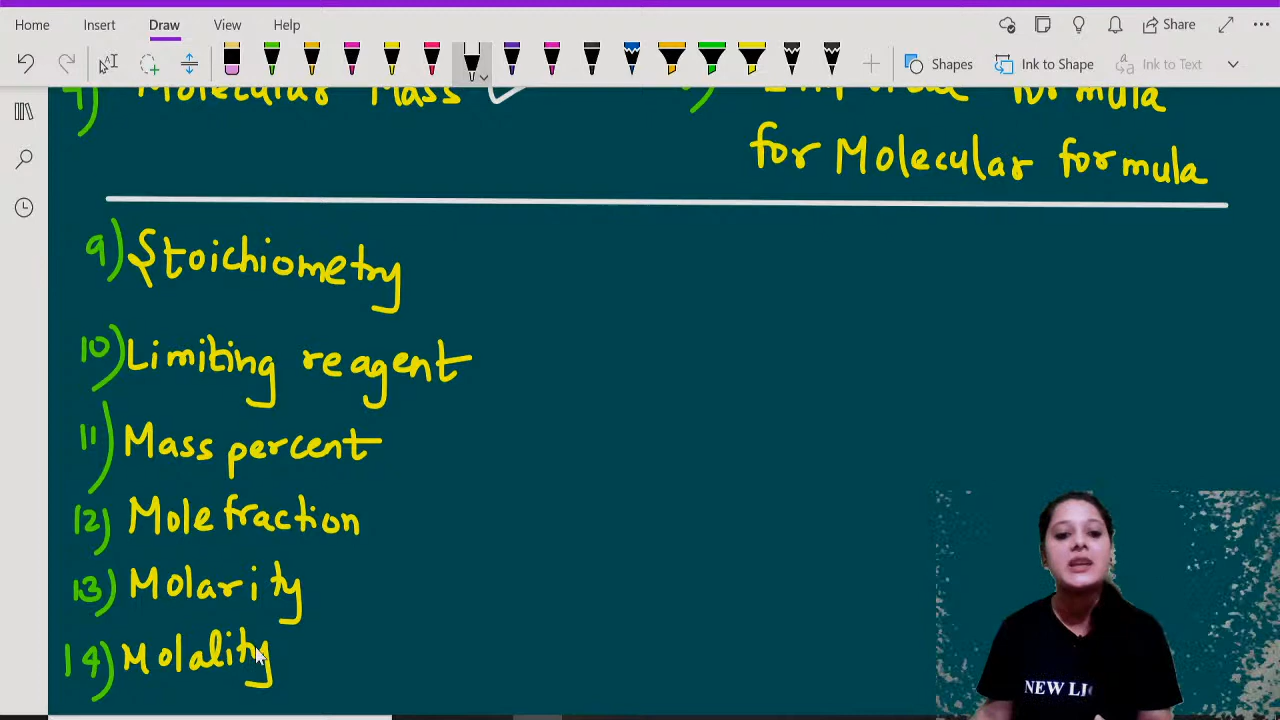 Home Insert Draw View Help Share
Shapes Ink to Shape Ink to Text
Molecular Mass formula
for Molecular formula
9) Stoichiometry
10) Limiting reagent
11) Mass percent
12) Mole fraction
13) Molarity
14) Molality
NEW LI